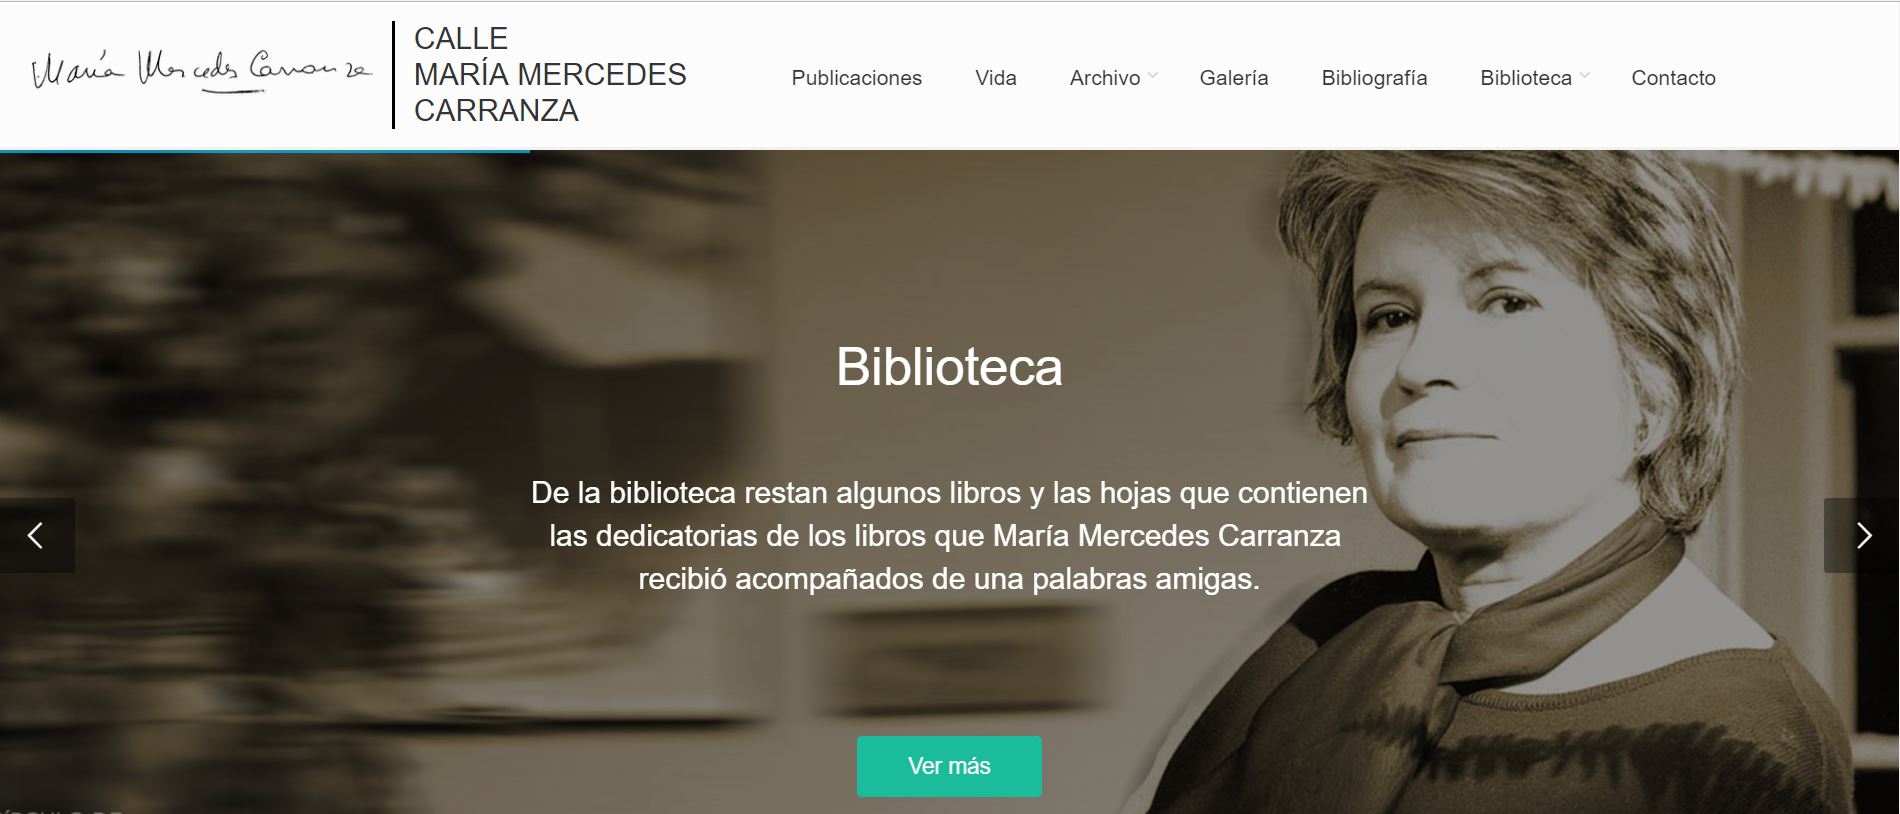 María Mercedes Carranza
CALLE
MARÍA MERCEDES
CARRANZA
Publicaciones
Vida
Archivo
Galería
Bibliografía
Biblioteca
Contacto
Biblioteca
De la biblioteca restan algunos libros y las hojas que contienen
las dedicatorias de los libros que María Mercedes Carranza
recibió acompañados de una palabras amigas.
Ver más